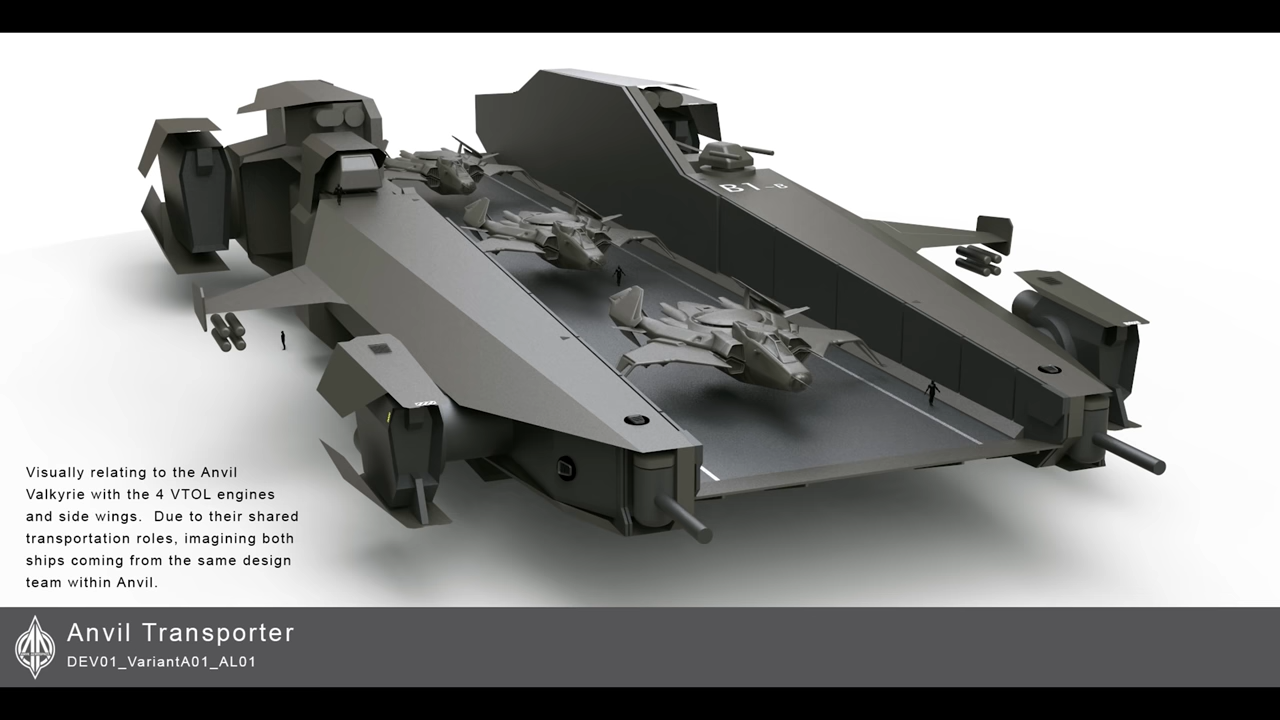 B1-B
Visually relating to the Anvil
Valkyrie with the 4 VTOL engines
and side wings.  Due to their shared
transportation roles, imagining both
ships coming from the same design
team within Anvil.
Anvil Transporter
DEV01_VariantA01_AL01